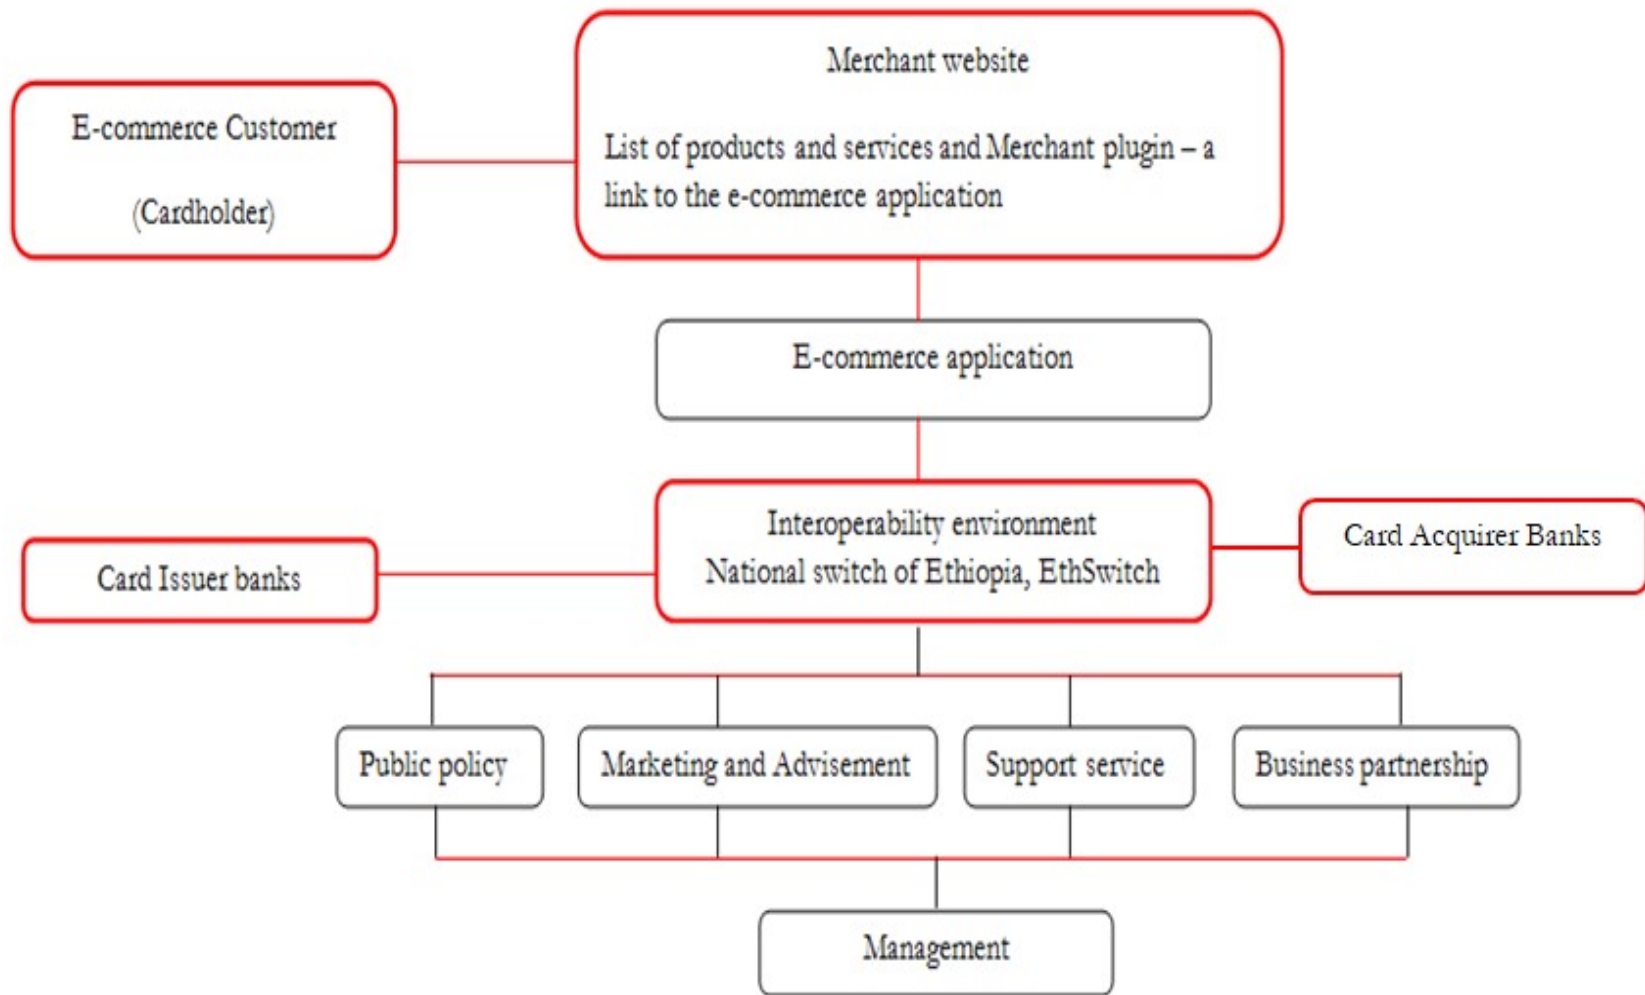 Merchant website
E-commerce Customer
(Cardholder)
List of products and services and Merchant plugin – a
link to the e-commerce application
E-commerce application
Interoperability environment
National switch of Ethiopia, EthSwitch
Card Acquirer Banks
Card Issuer banks
Public policy
Marketing and Advisement
Support service
Business partnership
Management